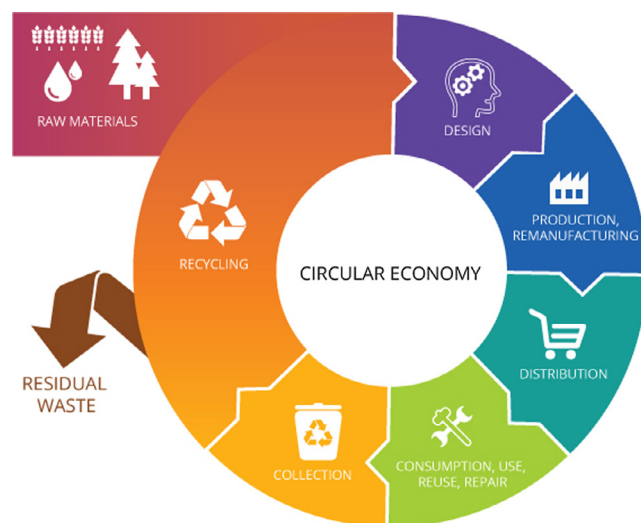 RAW MATERIALS
DESIGN
PRODUCTION,
REMANUFACTURING
RECYCLING
CIRCULAR ECONOMY
DISTRIBUTION
RESIDUAL
WASTE
COLLECTION
CONSUMPTION, USE,
REUSE, REPAIR